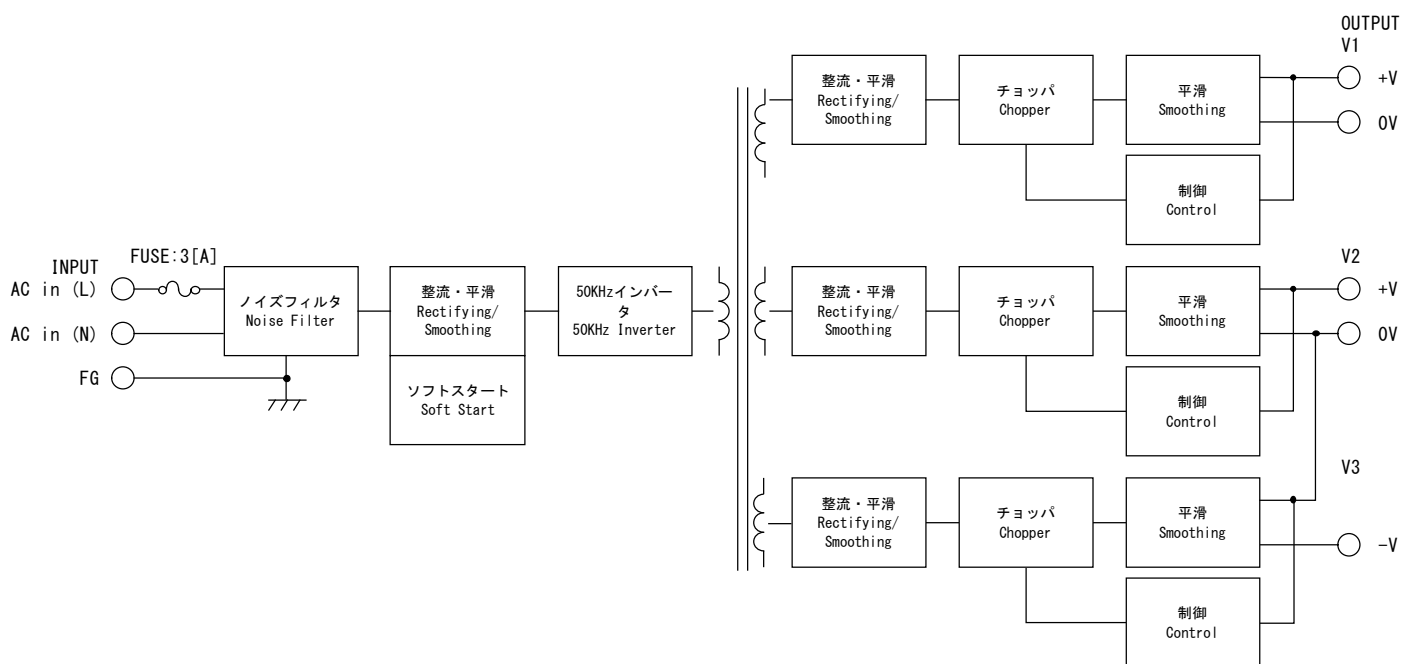 OUTPUT
V1
整流・平滑
Rectifying/
Smoothing
チョッパ
Chopper
平滑
Smoothing
+V
0V
制御
Control
INPUT
FUSE:3[A]
AC in (L)
AC in (N)
FG
ノイズフィルタ
Noise Filter
整流・平滑
Rectifying/
Smoothing
ソフトスタート
Soft Start
50KHzインバー
タ
50KHz Inverter
V2
整流・平滑
Rectifying/
Smoothing
チョッパ
Chopper
平滑
Smoothing
+V
0V
制御
Control
V3
整流・平滑
Rectifying/
Smoothing
チョッパ
Chopper
平滑
Smoothing
-V
制御
Control